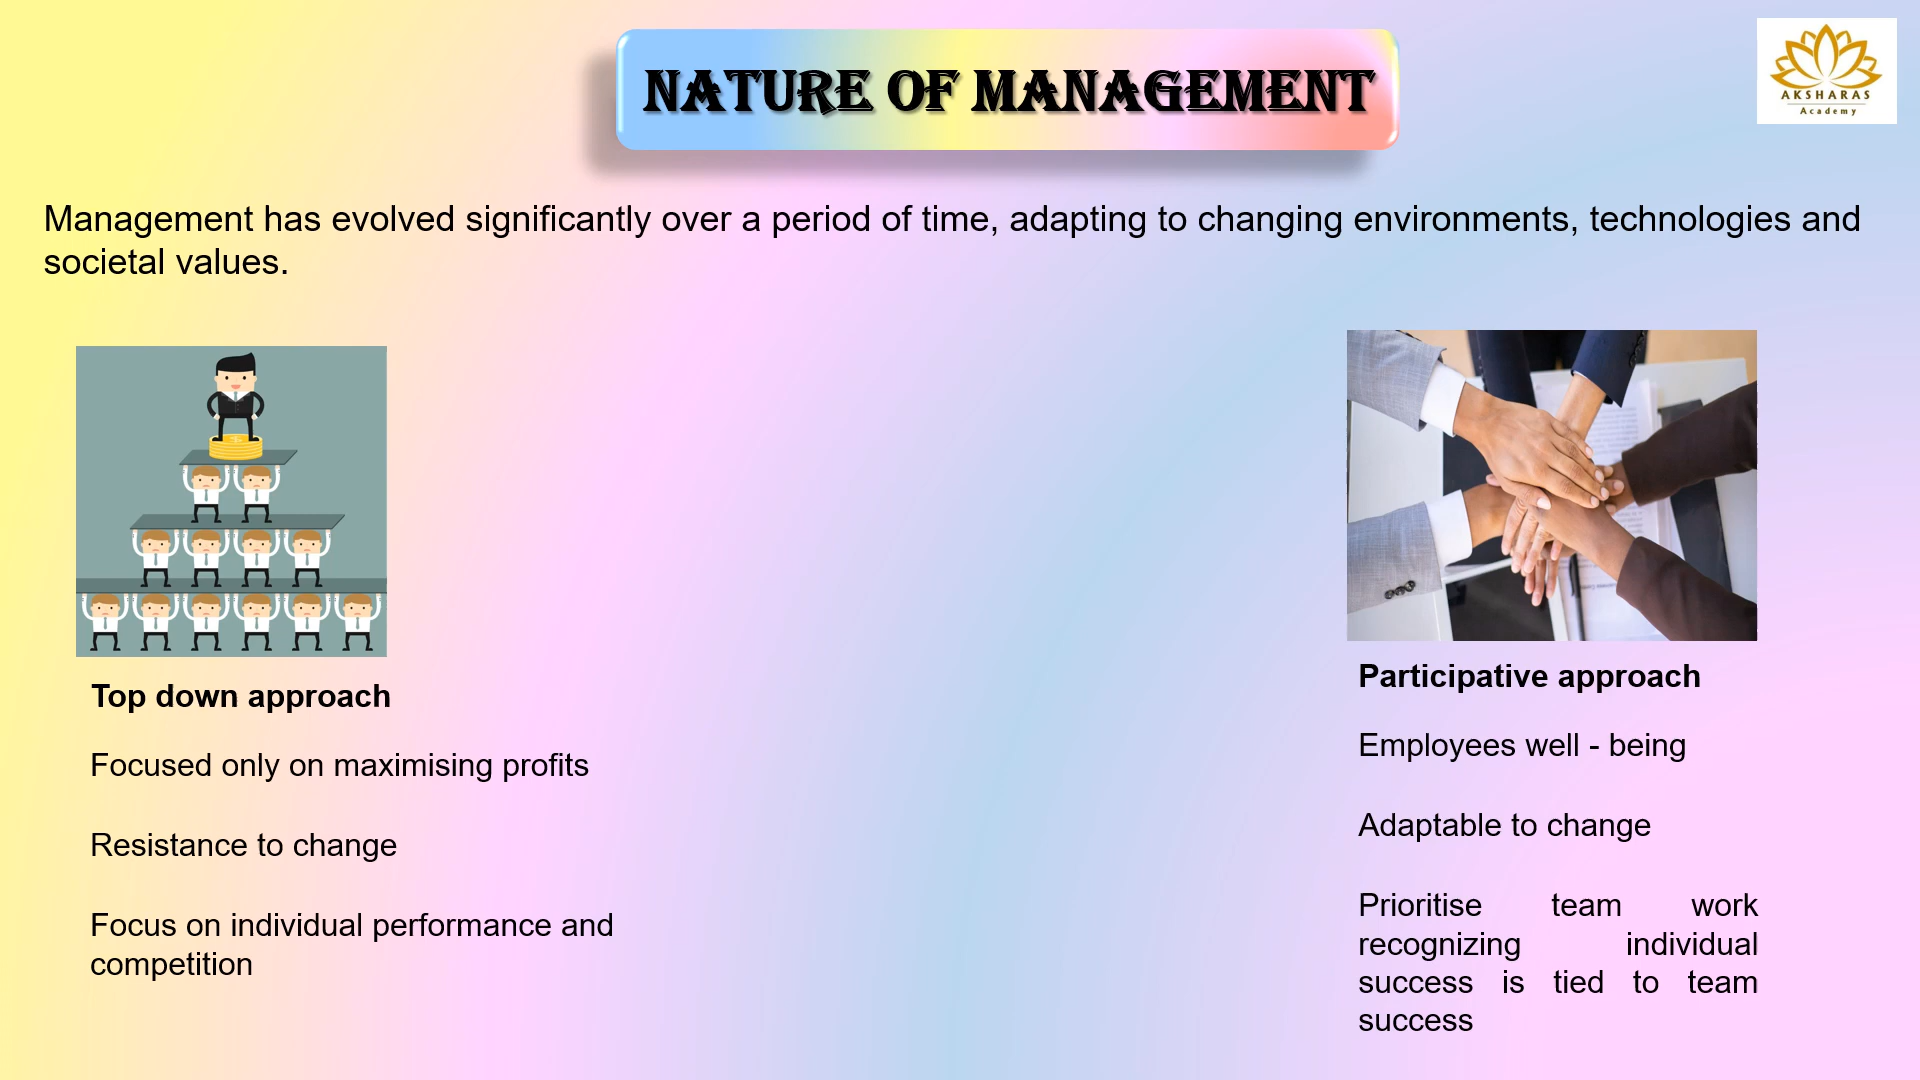 NATURE OF MANAGEMENT
AKSHARAS
Academy
Management has evolved significantly over a period of time, adapting to changing environments, technologies and
societal values.
Top down approach
Focused only on maximising profits
Resistance to change
Focus on individual performance and
competition
Participative approach
Employees well - being
Adaptable to change
Prioritise team work
recognizing individual
success is tied to team
success